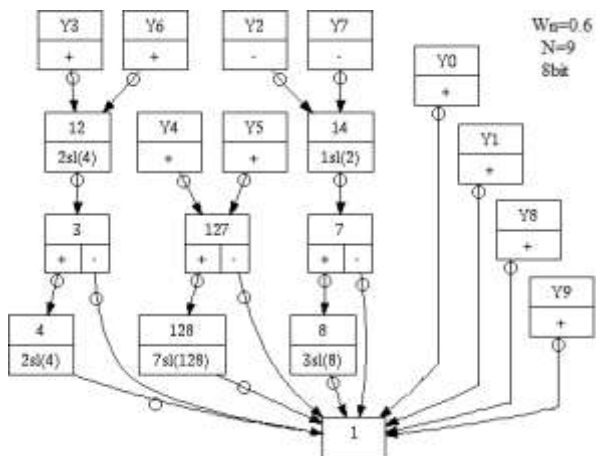 Y3 Y6 Y2 Y7 Wn=0.6
+ + - - Y0 N=9
+ 8bit
12 Y4 Y5 14 Y1
2sl(4) + + 1sl(2) +
3 127 7 Y8
+ - + - + - +
Y9
+
4 128 8
2sl(4) 7sl(128) 3sl(8)
1